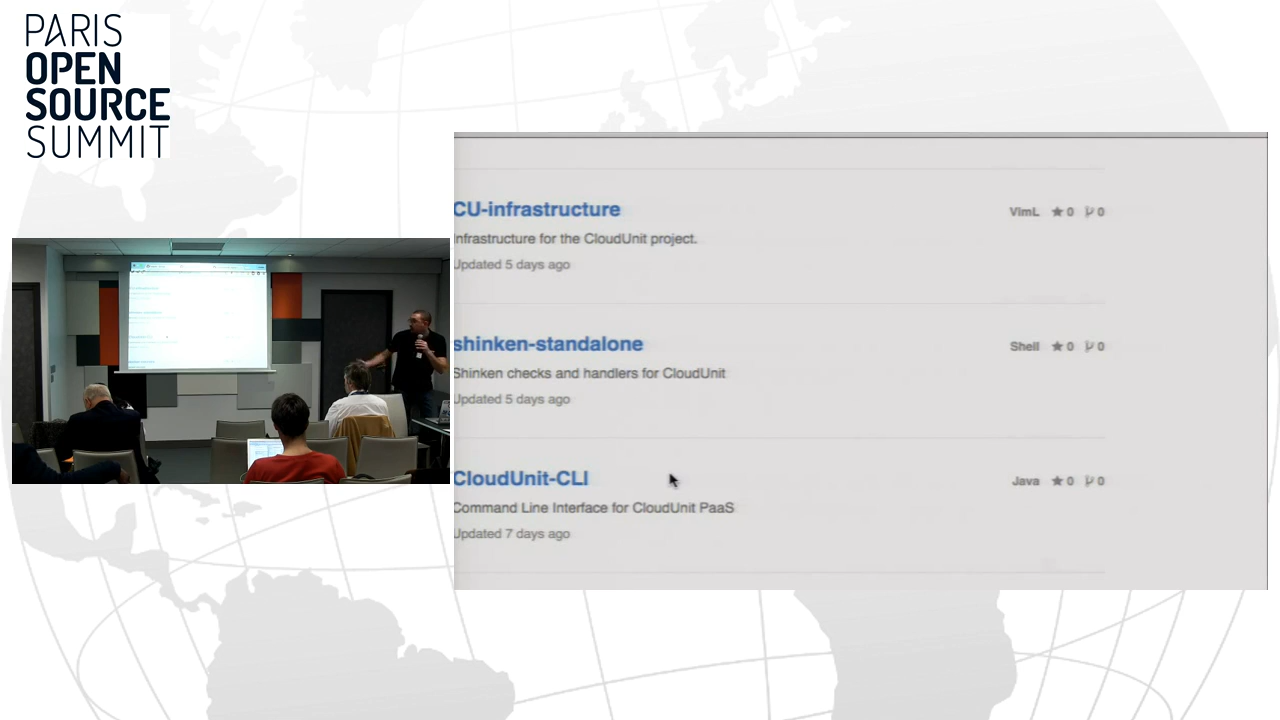 PARIS
OPEN
SOURCE
SUMMIT
CU-infrastructure
VimL 0 0
Infrastructure for the CloudUnit project.
Updated 5 days ago
shinken-standalone
Shell 0 0
Shinken checks and handlers for CloudUnit
Updated 5 days ago
CloudUnit-CLI
Java 0 0
Command Line Interface for CloudUnit PaaS
Updated 7 days ago